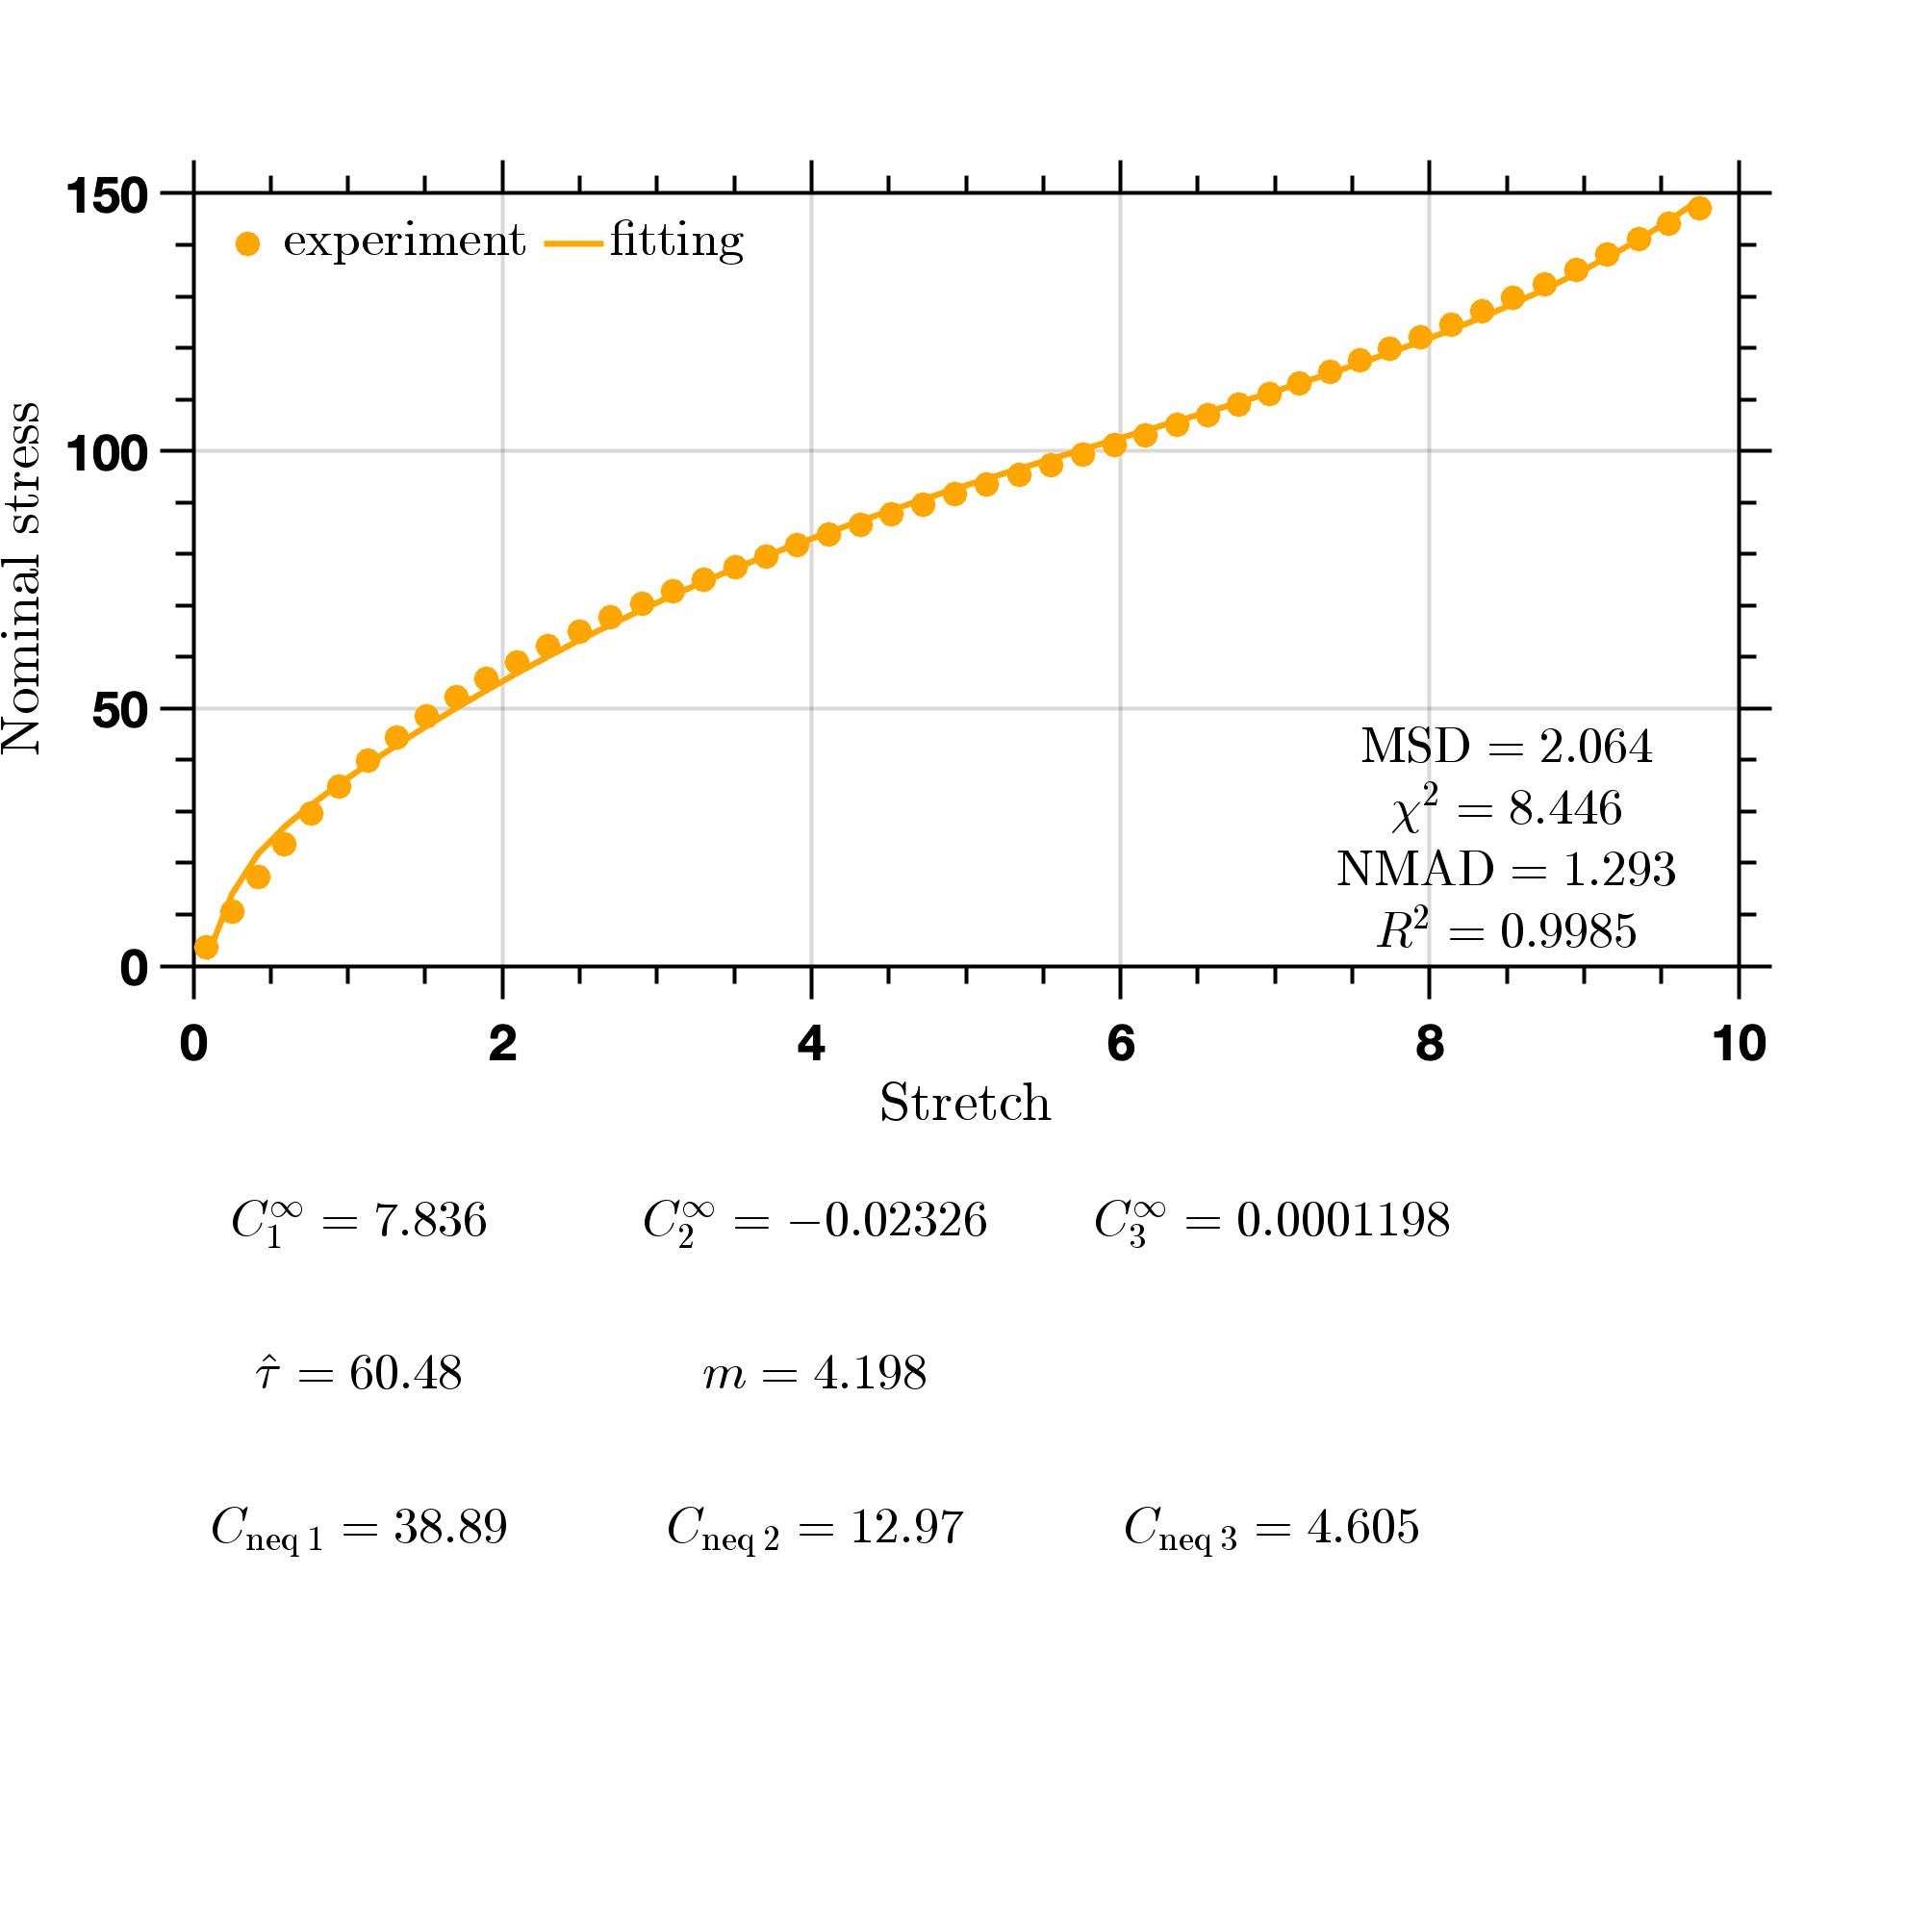 150
experiment fitting
100
Nominal stress
50
MSD = 2.064
χ² = 8.446
NMAD = 1.293
R² = 0.9985
0
0 2 4 6 8 10
Stretch
C₁^∞ = 7.836 C₂^∞ = −0.02326 C₃^∞ = 0.0001198
τ̂ = 60.48 m = 4.198
C_neq 1 = 38.89 C_neq 2 = 12.97 C_neq 3 = 4.605